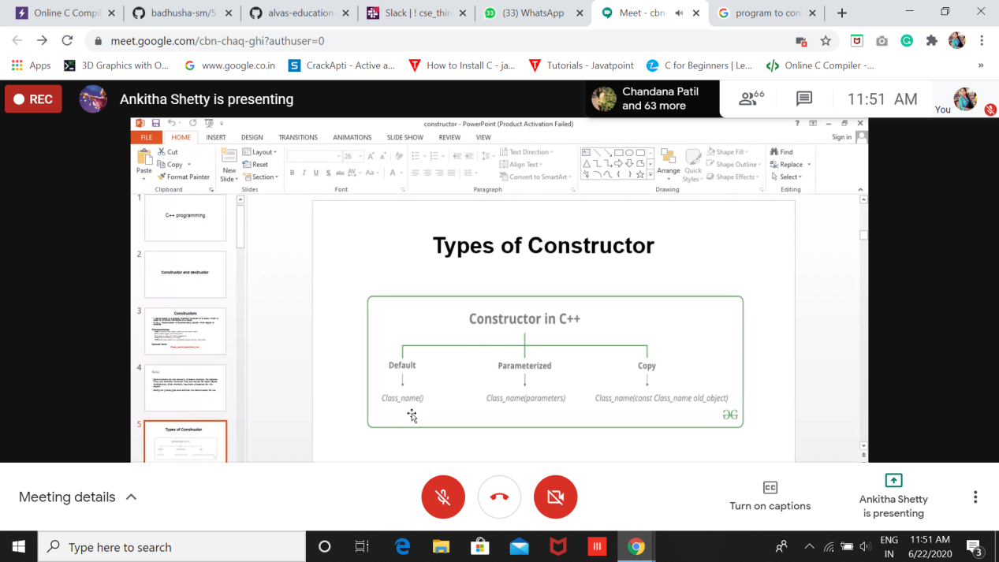 Online C Compil
badhusha-sm/5-
alvas-education-
Slack | ! cse_thir
(33) WhatsApp
Meet - cbn-
program to con
meet.google.com/cbn-chaq-ghi?authuser=0
Apps
3D Graphics with O...
www.google.co.in
CrackApti - Active a...
How to Install C - ja...
Tutorials - Javatpoint
C for Beginners | Le...
Online C Compiler -...
»
REC
Ankitha Shetty is presenting
Chandana Patil
and 63 more
66
11:51 AM
You
constructor - PowerPoint (Product Activation Failed)
FILE
HOME
INSERT
DESIGN
TRANSITIONS
ANIMATIONS
SLIDE SHOW
REVIEW
VIEW
Sign in
Paste
Cut
Copy
Format Painter
Clipboard
New
Slide
Layout
Reset
Section
Slides
26
Font
Text Direction
Align Text
Convert to SmartArt
Paragraph
Arrange
Quick
Styles
Shape Fill
Shape Outline
Shape Effects
Drawing
Find
Replace
Select
Editing
1
C++ programming
2
Constructor and destructor
3
Constructors
4
5
Types of Constructor
Types of Constructor
Constructor in C++
Default
Parameterized
Copy
Class_name()
Class_name(parameters)
Class_name(const Class_name old_object)
Meeting details
Turn on captions
Ankitha Shetty
is presenting
Type here to search
ENG
IN
11:51 AM
6/22/2020
3